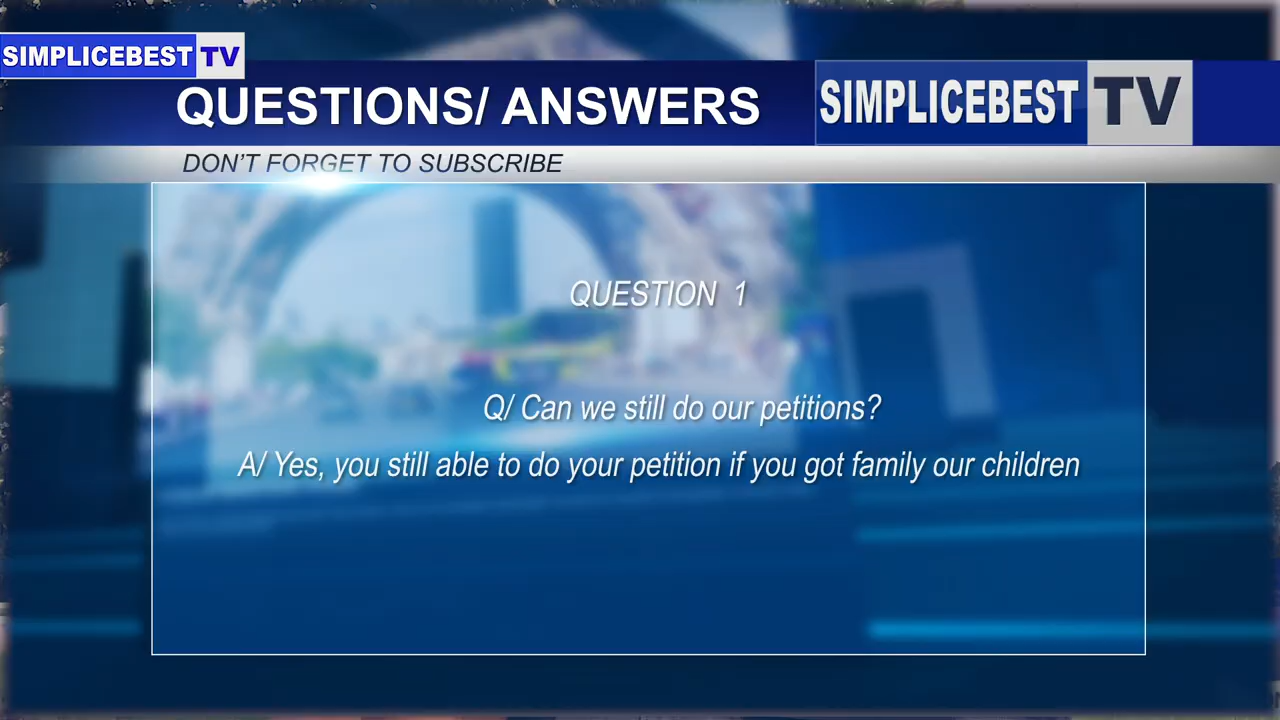 SIMPLICEBEST TV
QUESTIONS/ ANSWERS
SIMPLICEBEST TV
DON'T FORGET TO SUBSCRIBE
QUESTION 1
Q/ Can we still do our petitions?
A/ Yes, you still able to do your petition if you got family our children